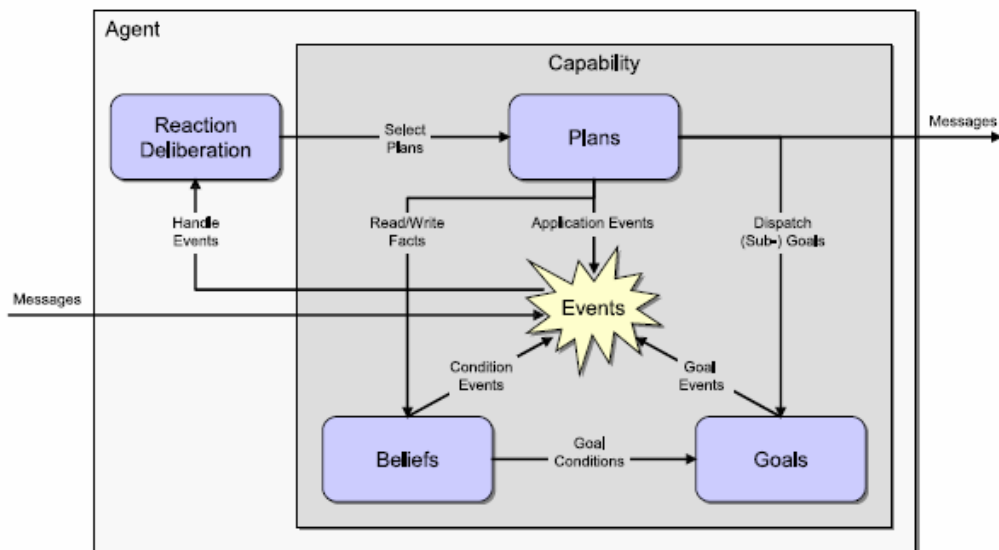 Agent
Capability
Reaction
Deliberation
Select
Plans
Plans
Messages
Handle
Events
Read/Write
Facts
Application Events
Dispatch
(Sub-) Goals
Messages
Events
Condition
Events
Goal
Events
Beliefs
Goal
Conditions
Goals